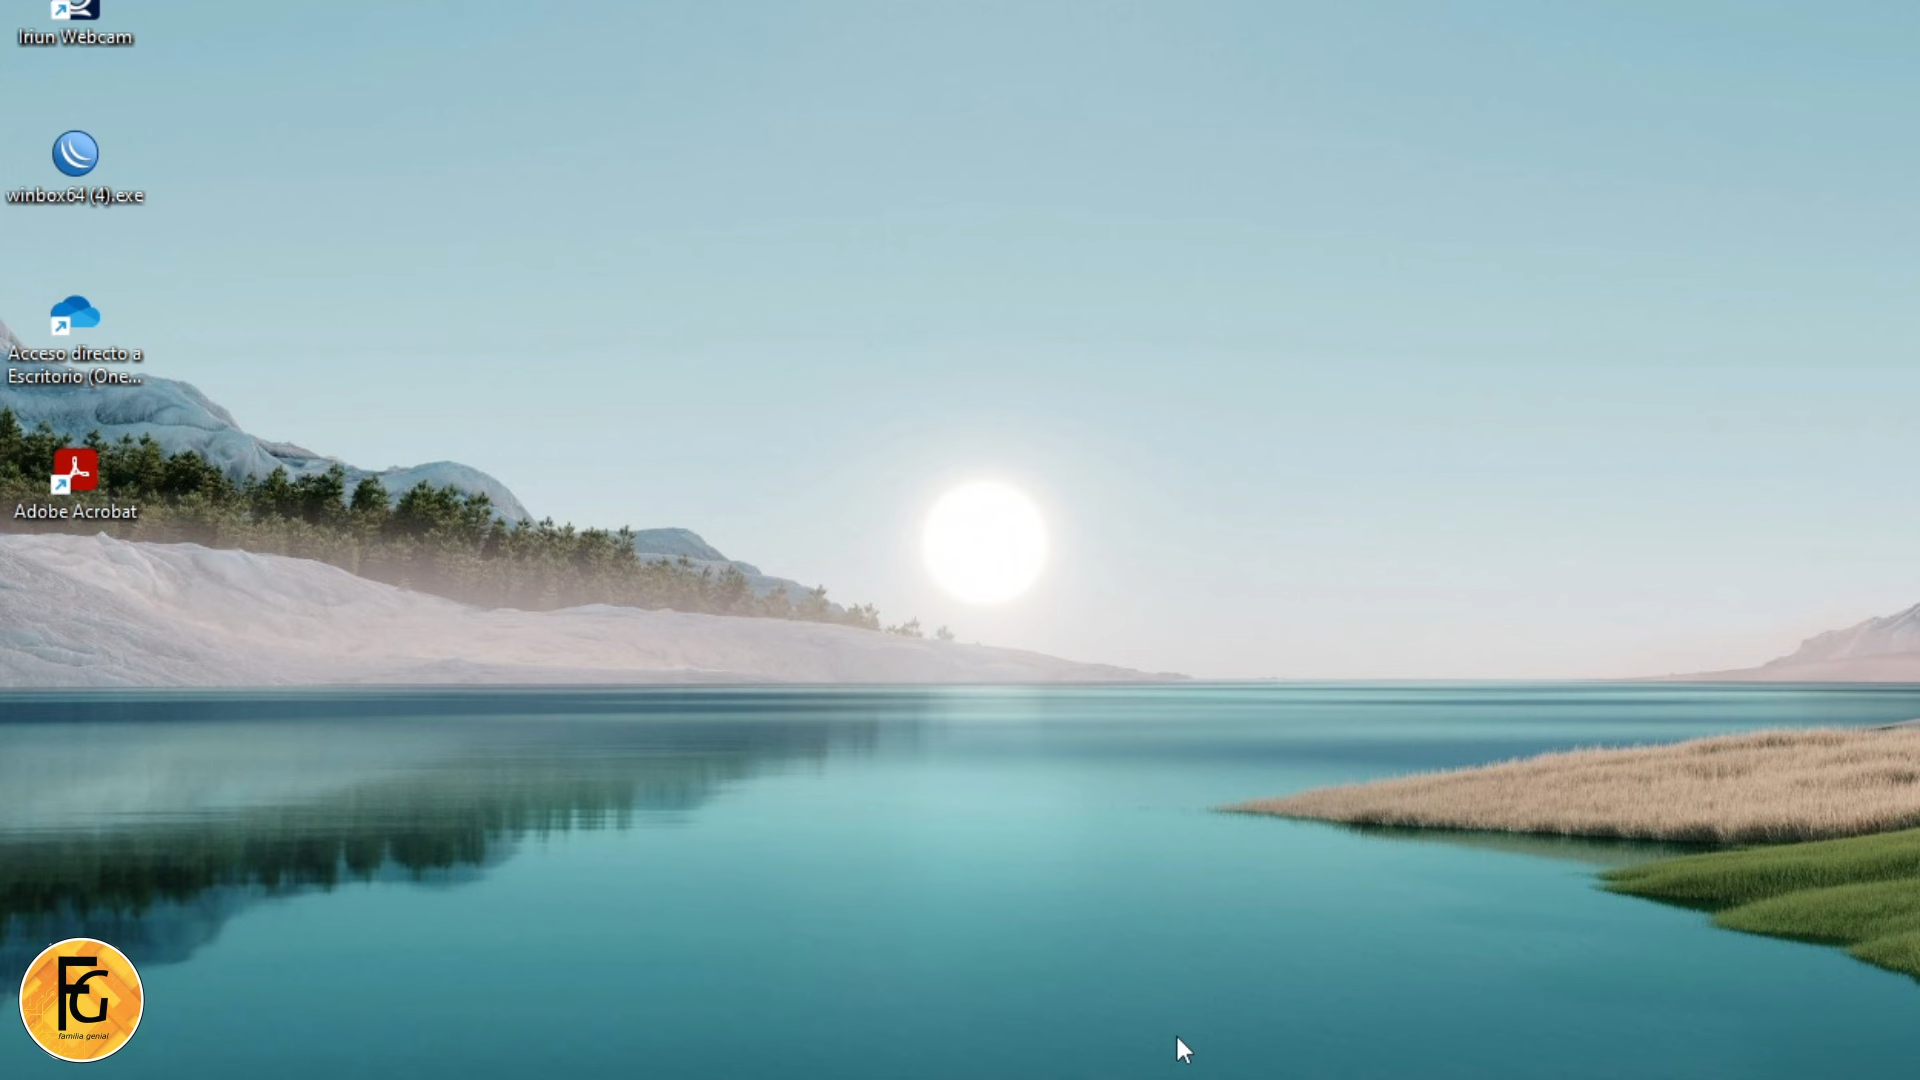 Iriun Webcam
winbox64 (4).exe
Acceso directo a
Escritorio (One...
Adobe Acrobat
FG
familia genial